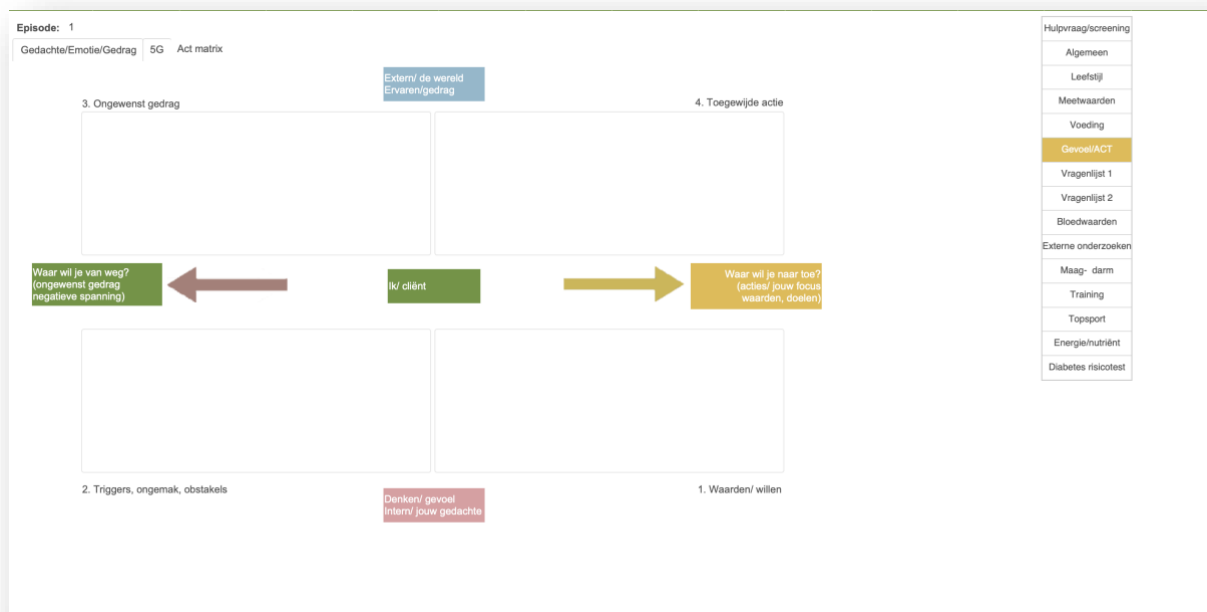 Episode: 1
Gedachte/Emotie/Gedrag 5G Act matrix
Extern/ de wereld
Ervaren/gedrag
3. Ongewenst gedrag
4. Toegewijde actie
Waar wil je van weg?
(ongewenst gedrag
negatieve spanning)
Ik/ cliënt
Waar wil je naar toe?
(acties/ jouw focus
waarden, doelen)
2. Triggers, ongemak, obstakels
1. Waarden/ willen
Denken/ gevoel
Intern/ jouw gedachte
Hulpvraag/screening
Algemeen
Leefstijl
Meetwaarden
Voeding
Gevoel/ACT
Vragenlijst 1
Vragenlijst 2
Bloedwaarden
Externe onderzoeken
Maag- darm
Training
Topsport
Energie/nutriënt
Diabetes risicotest